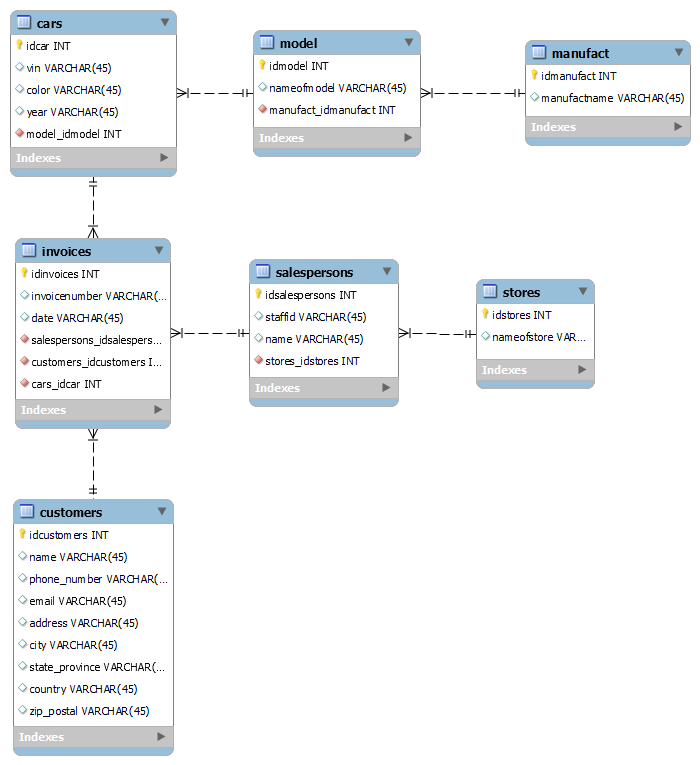 cars
idcar INT
vin VARCHAR(45)
color VARCHAR(45)
year VARCHAR(45)
model_idmodel INT
Indexes
model
idmodel INT
nameofmodel VARCHAR(45)
manufact_idmanufact INT
Indexes
manufact
idmanufact INT
manufactname VARCHAR(45)
Indexes
invoices
idinvoices INT
invoicenumber VARCHAR(...
date VARCHAR(45)
salespersons_idsalespers...
customers_idcustomers I...
cars_idcar INT
Indexes
salespersons
idsalespersons INT
staffid VARCHAR(45)
name VARCHAR(45)
stores_idstores INT
Indexes
stores
idstores INT
nameofstore VAR...
Indexes
customers
idcustomers INT
name VARCHAR(45)
phone_number VARCHAR(...
email VARCHAR(45)
address VARCHAR(45)
city VARCHAR(45)
state_province VARCHAR(...
country VARCHAR(45)
zip_postal VARCHAR(45)
Indexes